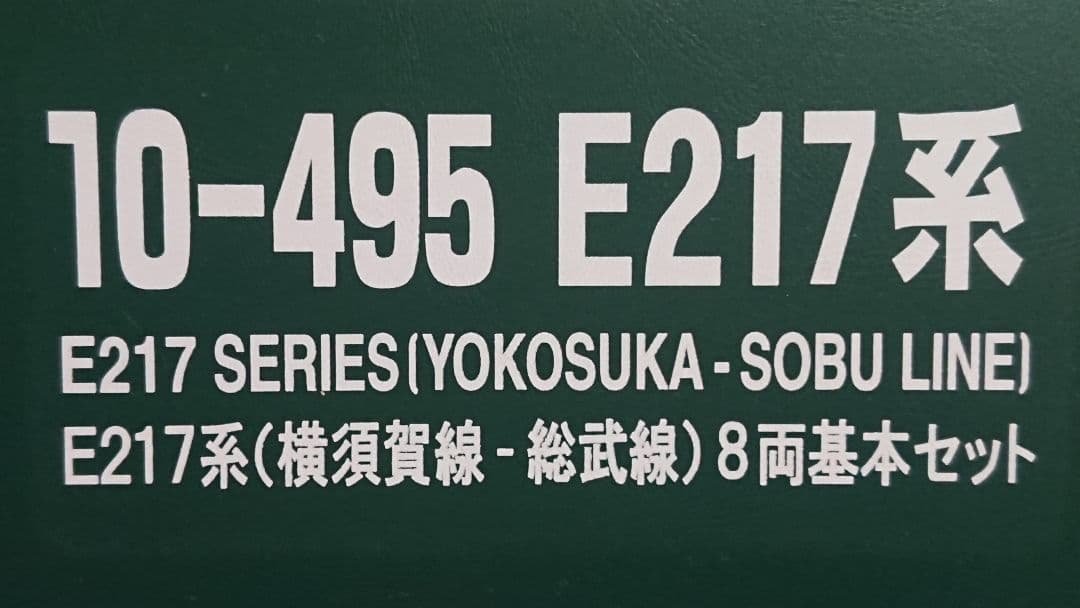 10-495 E217系
E217 SERIES(YOKOSUKA-SOBU LINE)
E217系(横須賀線-総武線)8両基本セット